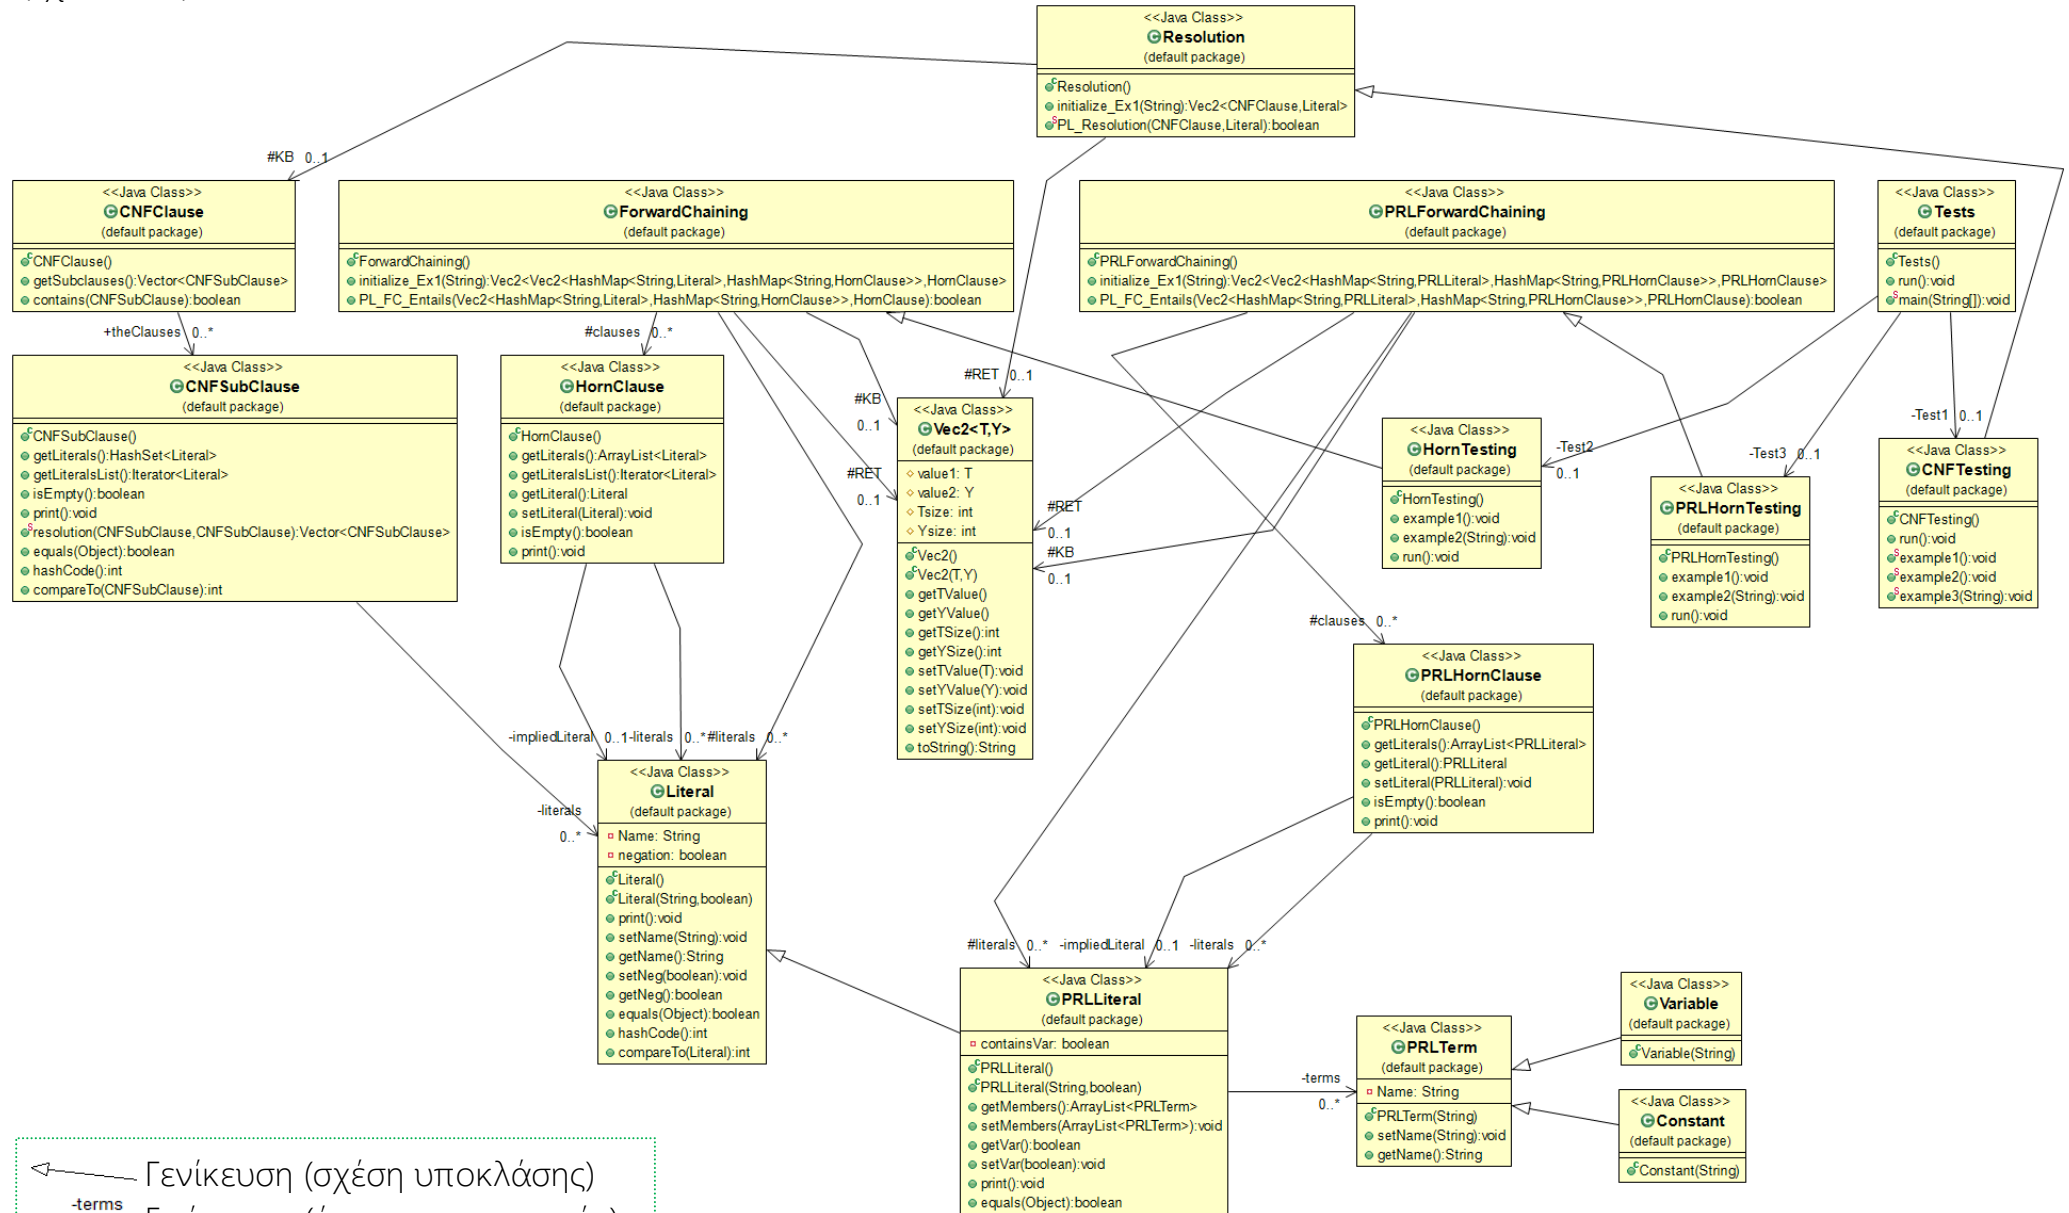 <<Java Class>>
Resolution
(default package)
Resolution()
initialize_Ex1(String):Vec2<CNFClause,Literal>
PL_Resolution(CNFClause,Literal):boolean
#KB 0..1
<<Java Class>>
CNFClause
(default package)
CNFClause()
getSubclauses():Vector<CNFSubClause>
contains(CNFSubClause):boolean
<<Java Class>>
ForwardChaining
(default package)
ForwardChaining()
initialize_Ex1(String):Vec2<Vec2<HashMap<String,Literal>,HashMap<String,HornClause>>,HornClause>
PL_FC_Entails(Vec2<HashMap<String,Literal>,HashMap<String,HornClause>>,HornClause):boolean
<<Java Class>>
PRLForwardChaining
(default package)
PRLForwardChaining()
initialize_Ex1(String):Vec2<Vec2<HashMap<String,PRLLiteral>,HashMap<String,PRLHornClause>>,PRLHornClause>
PL_FC_Entails(Vec2<HashMap<String,PRLLiteral>,HashMap<String,PRLHornClause>>,PRLHornClause):boolean
<<Java Class>>
Tests
(default package)
Tests()
run():void
main(String[]):void
+theClauses 0..*
#clauses 0..*
<<Java Class>>
CNFSubClause
(default package)
CNFSubClause()
getLiterals():HashSet<Literal>
getLiteralsList():Iterator<Literal>
isEmpty():boolean
print():void
resolution(CNFSubClause,CNFSubClause):Vector<CNFSubClause>
equals(Object):boolean
hashCode():int
compareTo(CNFSubClause):int
<<Java Class>>
HornClause
(default package)
HornClause()
getLiterals():ArrayList<Literal>
getLiteralsList():Iterator<Literal>
getLiteral():Literal
setLiteral(Literal):void
isEmpty():boolean
print():void
#RET 0..1
#KB
0..1
#RET
0..1
<<Java Class>>
Vec2<T,Y>
(default package)
value1: T
value2: Y
Tsize: int
Ysize: int
Vec2()
Vec2(T,Y)
getTValue()
getYValue()
getTSize():int
getYSize():int
setTValue(T):void
setYValue(Y):void
setTSize(int):void
setYSize(int):void
toString():String
#RET
0..1
#KB
0..1
<<Java Class>>
HornTesting
(default package)
HornTesting()
example1():void
example2(String):void
run():void
-Test2
0..1
-Test3 0..1
-Test1 0..1
<<Java Class>>
PRLHornTesting
(default package)
PRLHornTesting()
example1():void
example2(String):void
run():void
<<Java Class>>
CNFTesting
(default package)
CNFTesting()
run():void
example1():void
example2():void
example3(String):void
#clauses 0..*
<<Java Class>>
PRLHornClause
(default package)
PRLHornClause()
getLiterals():ArrayList<PRLLiteral>
getLiteral():PRLLiteral
setLiteral(PRLLiteral):void
isEmpty():boolean
print():void
-impliedLiteral 0..1 -literals 0..* #literals 0..*
-literals
0..*
<<Java Class>>
Literal
(default package)
Name: String
negation: boolean
Literal()
Literal(String,boolean)
print():void
setName(String):void
getName():String
setNeg(boolean):void
getNeg():boolean
equals(Object):boolean
hashCode():int
compareTo(Literal):int
#literals 0..* -impliedLiteral 0..1 -literals 0..*
<<Java Class>>
PRLLiteral
(default package)
containsVar: boolean
PRLLiteral()
PRLLiteral(String,boolean)
getMembers():ArrayList<PRLTerm>
setMembers(ArrayList<PRLTerm>):void
getVar():boolean
setVar(boolean):void
print():void
equals(Object):boolean
-terms
0..*
<<Java Class>>
PRLTerm
(default package)
Name: String
PRLTerm(String)
setName(String):void
getName():String
<<Java Class>>
Variable
(default package)
Variable(String)
<<Java Class>>
Constant
(default package)
Constant(String)
Γενίκευση (σχέση υποκλάσης)
-terms